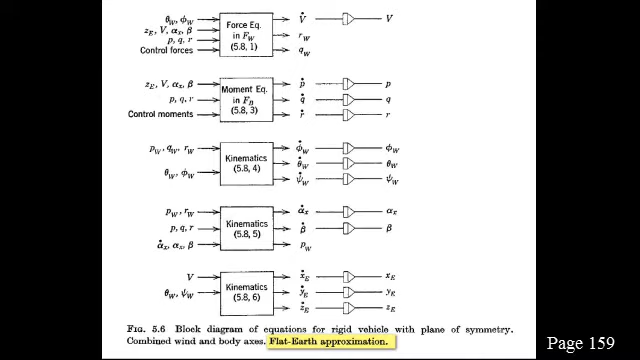 θ_W, ϕ_W
z_E, V, α_x, β
p, q, r
Control forces
Force Eq.
in F_W
(5.8, 1)
V̇
r_W
q_W
V
z_E, V, α_x, β
p, q, r
Control moments
Moment Eq.
in F_B
(5.8, 3)
ṗ
q̇
ṙ
p
q
r
p_W, q_W, r_W
θ_W, ϕ_W
Kinematics
(5.8, 4)
ϕ̇_W
θ̇_W
ψ̇_W
ϕ_W
θ_W
ψ_W
p_W, r_W
p, q, r
α̇_x, α_x, β
Kinematics
(5.8, 5)
α̇_x
β̇
p_W
α_x
β
V
θ_W, ψ_W
Kinematics
(5.8, 6)
ẋ_E
ẏ_E
ż_E
x_E
y_E
z_E
FIG. 5.6 Block diagram of equations for rigid vehicle with plane of symmetry.
Combined wind and body axes. Flat-Earth approximation.
Page 159